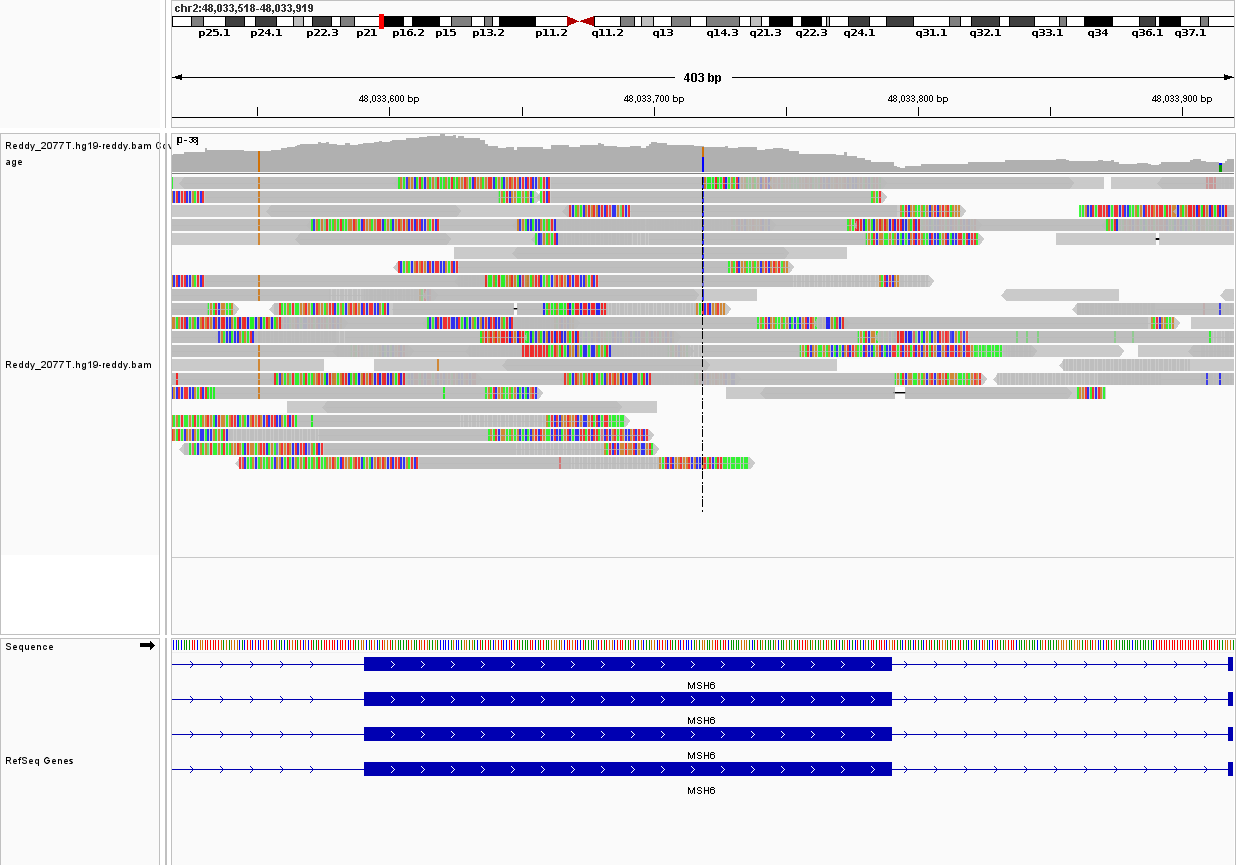 chr2:48,033,518-48,033,919
p25.1 p24.1 p22.3 p21 p16.2 p15 p13.2 p11.2 q11.2 q13 q14.3 q21.3 q22.3 q24.1 q31.1 q32.1 q33.1 q34 q36.1 q37.1
403 bp
48,033,600 bp 48,033,700 bp 48,033,800 bp 48,033,900 bp
[0-38]
Reddy_2077T.hg19-reddy.bam Cov
age
Reddy_2077T.hg19-reddy.bam
Sequence
MSH6
MSH6
MSH6
RefSeq Genes
MSH6